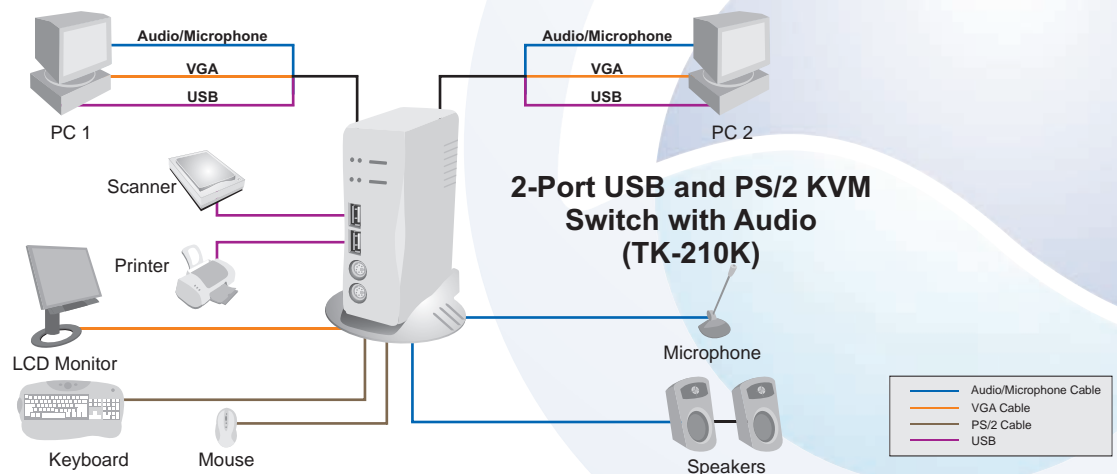 Audio/Microphone
VGA
USB
PC 1
Audio/Microphone
VGA
USB
PC 2
Scanner
Printer
LCD Monitor
Keyboard
Mouse
2-Port USB and PS/2 KVM
Switch with Audio
(TK-210K)
Microphone
Speakers
Audio/Microphone Cable
VGA Cable
PS/2 Cable
USB